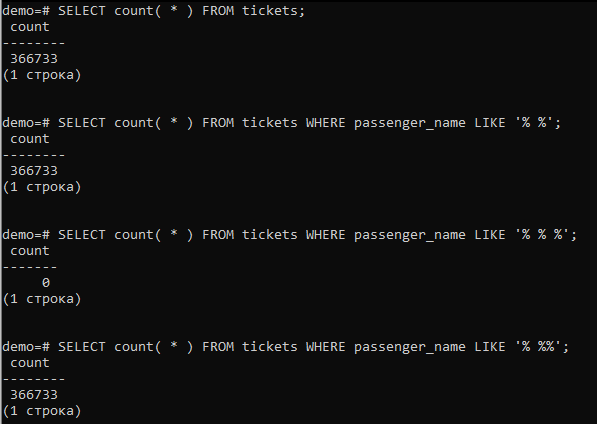 demo=# SELECT count( * ) FROM tickets;
count
--------
366733
(1 строка)
demo=# SELECT count( * ) FROM tickets WHERE passenger_name LIKE '% %';
count
--------
366733
(1 строка)
demo=# SELECT count( * ) FROM tickets WHERE passenger_name LIKE '% % %';
count
-------
0
(1 строка)
demo=# SELECT count( * ) FROM tickets WHERE passenger_name LIKE '% %%';
count
--------
366733
(1 строка)